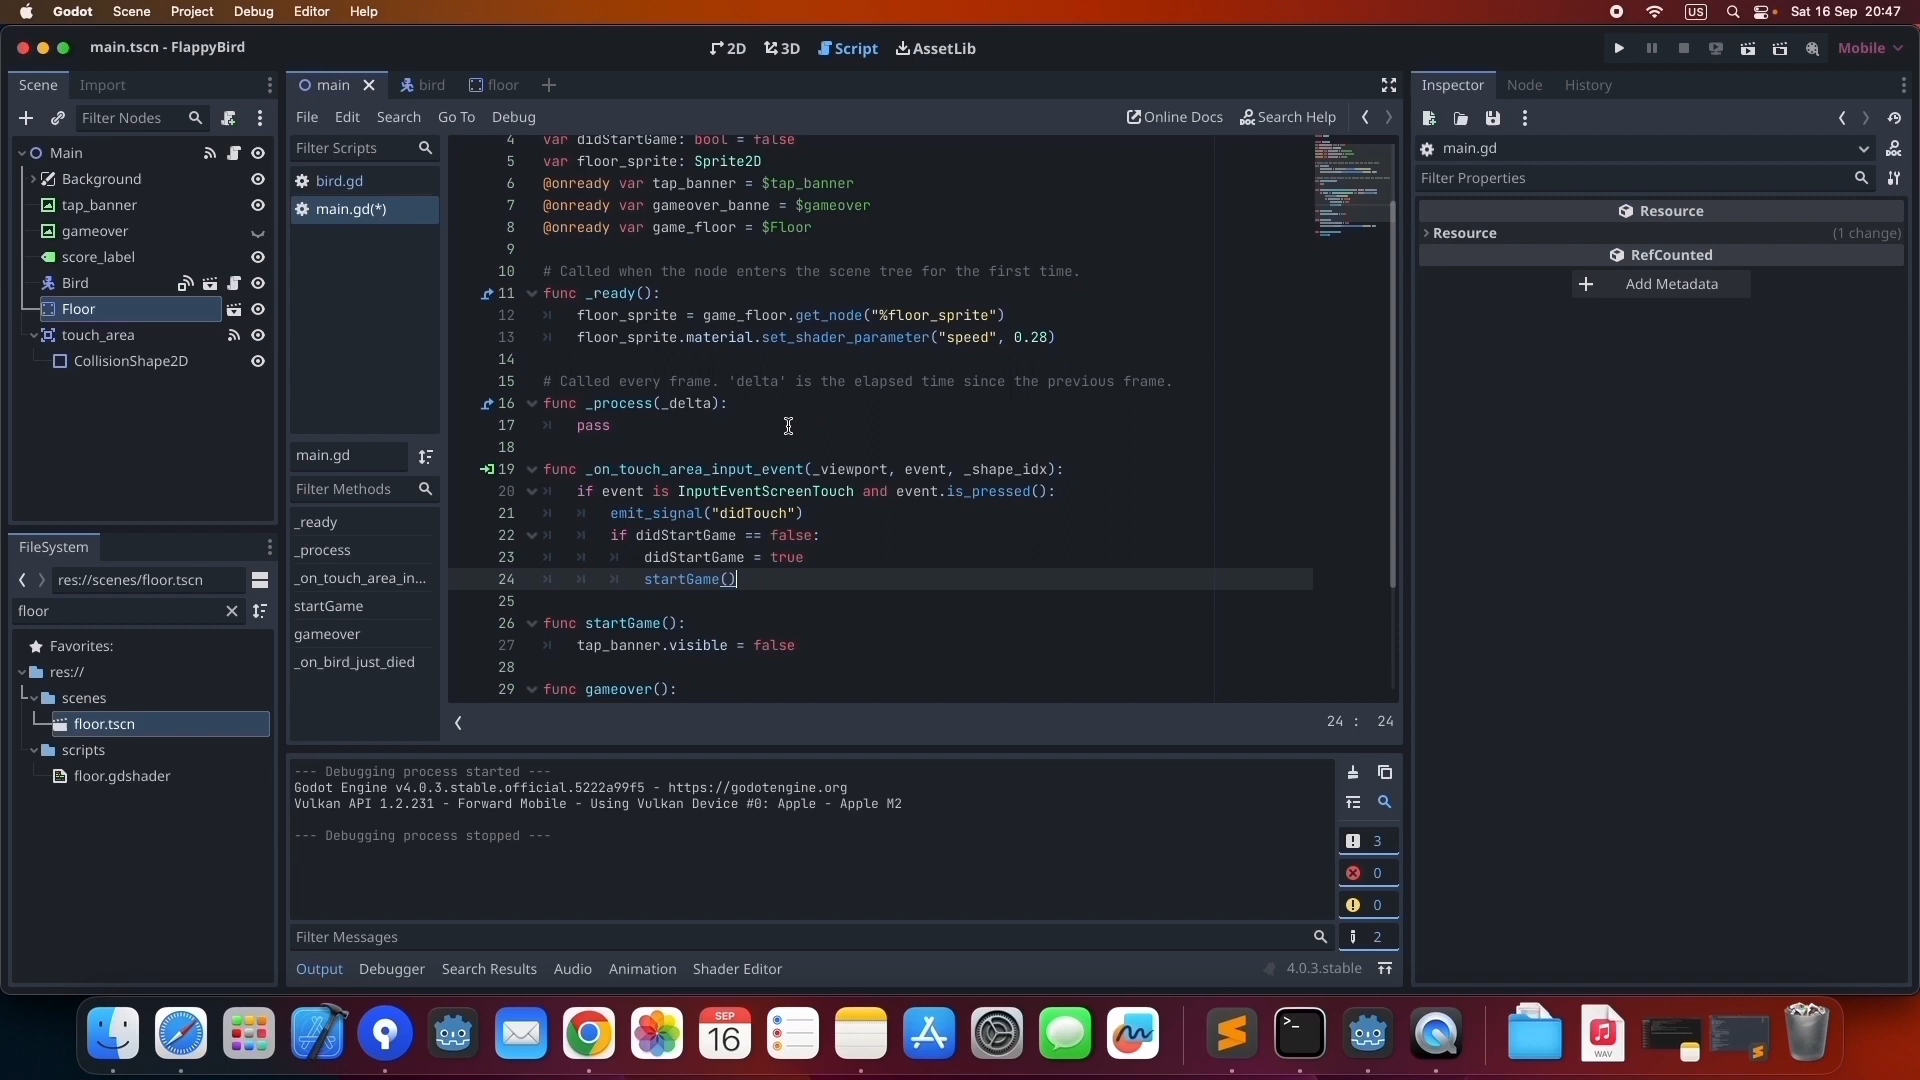 Godot Scene Project Debug Editor Help
US Sat 16 Sep 20:47
main.tscn - FlappyBird
2D 3D Script AssetLib
Mobile
Scene Import
Filter Nodes
Main
Background
tap_banner
gameover
score_label
Bird
Floor
touch_area
CollisionShape2D
FileSystem
res://scenes/floor.tscn
floor
Favorites:
res://
scenes
floor.tscn
scripts
floor.gdshader
main bird floor
File Edit Search Go To Debug
Online Docs Search Help
Filter Scripts
bird.gd
main.gd(*)
main.gd
Filter Methods
_ready
_process
_on_touch_area_in...
startGame
gameover
_on_bird_just_died
4 var didStartGame: bool = false
5 var floor_sprite: Sprite2D
6 @onready var tap_banner = $tap_banner
7 @onready var gameover_banne = $gameover
8 @onready var game_floor = $Floor
9
10 # Called when the node enters the scene tree for the first time.
11 func _ready():
12 floor_sprite = game_floor.get_node("%floor_sprite")
13 floor_sprite.material.set_shader_parameter("speed", 0.28)
14
15 # Called every frame. 'delta' is the elapsed time since the previous frame.
16 func _process(_delta):
17 pass
18
19 func _on_touch_area_input_event(_viewport, event, _shape_idx):
20 if event is InputEventScreenTouch and event.is_pressed():
21 emit_signal("didTouch")
22 if didStartGame == false:
23 didStartGame = true
24 startGame()
25
26 func startGame():
27 tap_banner.visible = false
28
29 func gameover():
24 : 24
--- Debugging process started ---
Godot Engine v4.0.3.stable.official.5222a99f5 - https://godotengine.org
Vulkan API 1.2.231 - Forward Mobile - Using Vulkan Device #0: Apple - Apple M2
--- Debugging process stopped ---
3
0
0
2
Filter Messages
Output Debugger Search Results Audio Animation Shader Editor
4.0.3.stable
Inspector Node History
main.gd
Filter Properties
Resource
Resource (1 change)
RefCounted
Add Metadata
SEP
16
WAV